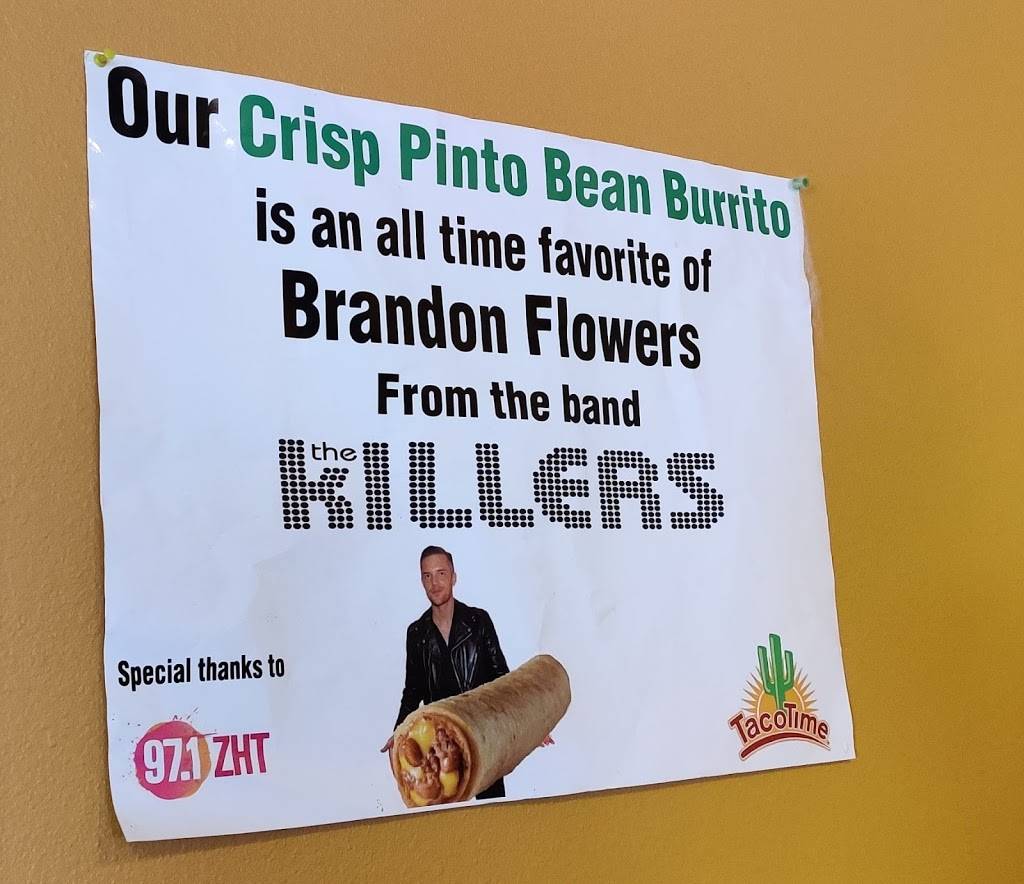 Our Crisp Pinto Bean Burrito
is an all time favorite of
Brandon Flowers
From the band
the
KILLERS
Special thanks to
97.1 ZHT
TacoTime